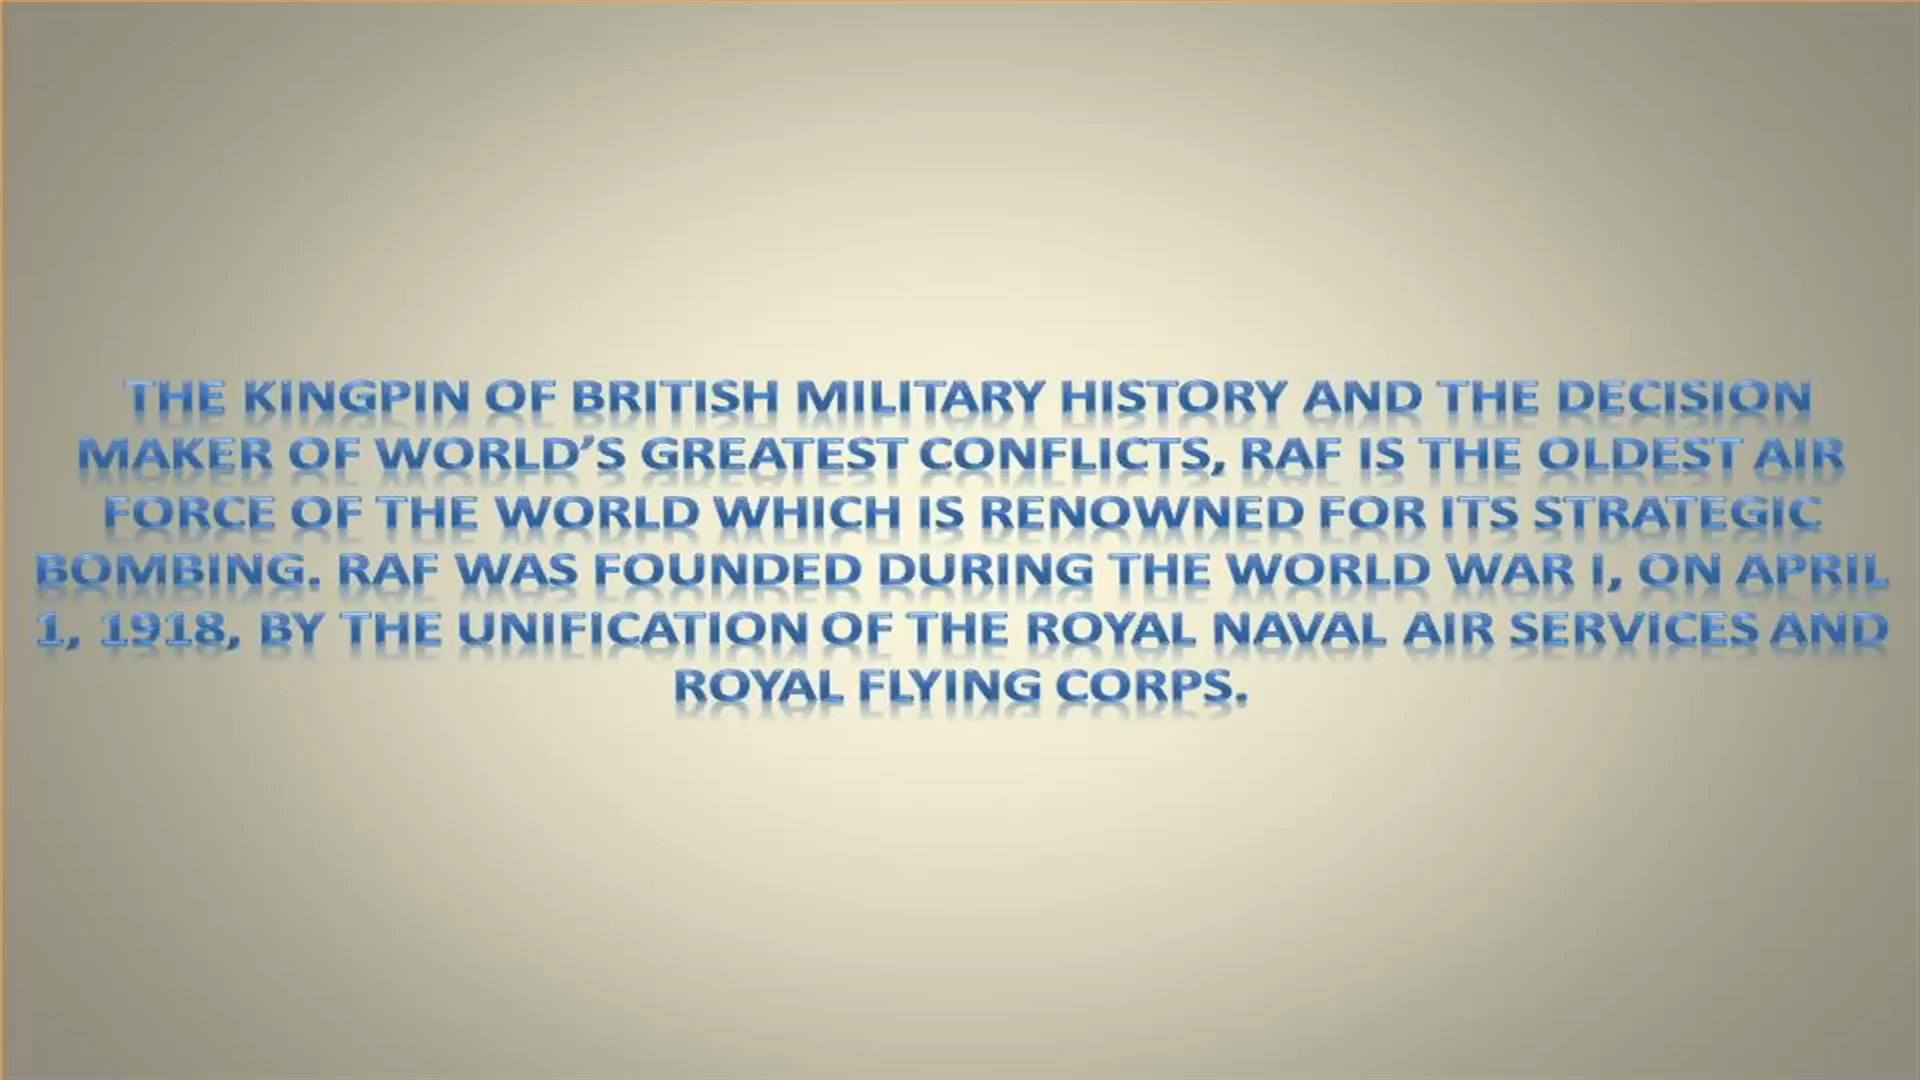 THE KINGPIN OF BRITISH MILITARY HISTORY AND THE DECISION
MAKER OF WORLD’S GREATEST CONFLICTS, RAF IS THE OLDEST AIR
FORCE OF THE WORLD WHICH IS RENOWNED FOR ITS STRATEGIC
BOMBING. RAF WAS FOUNDED DURING THE WORLD WAR I, ON APRIL
1, 1918, BY THE UNIFICATION OF THE ROYAL NAVAL AIR SERVICES AND
ROYAL FLYING CORPS.